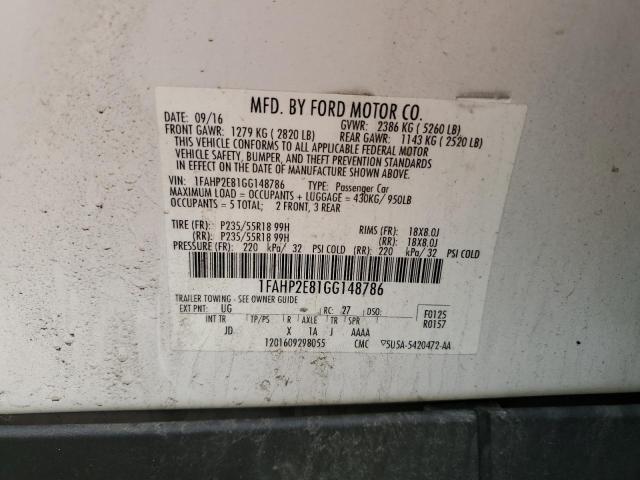 MFD. BY FORD MOTOR CO.
DATE: 09/16 GVWR: 2386 KG ( 5260 LB)
FRONT GAWR: 1279 KG ( 2820 LB) REAR GAWR: 1143 KG ( 2520 LB)
THIS VEHICLE CONFORMS TO ALL APPLICABLE FEDERAL MOTOR
VEHICLE SAFETY, BUMPER, AND THEFT PREVENTION STANDARDS
IN EFFECT ON THE DATE OF MANUFACTURE SHOWN ABOVE
VIN: 1FAHP2E81GG148786 TYPE: Passenger Car
MAXIMUM LOAD = OCCUPANTS + LUGGAGE = 430KG/ 950LB
OCCUPANTS = 5 TOTAL; 2 FRONT, 3 REAR
TIRE (FR): P235/55R18 99H RIMS (FR): 18X8.0J
(RR): P235/55R18 99H (RR): 18X8.0J
PRESSURE (FR): 220 kPa/ 32 PSI COLD (RR): 220 kPa/ 32 PSI COLD
1FAHP2E81GG148786
TRAILER TOWING - SEE OWNER GUIDE
EXT PNT: UG RC: 27 DSO: F0125
R0157
INT TR TP/PS R AXLE TR SPR
JD X 1A J AAAA
1201609298055 CMC ▽5USA-5420472-AA